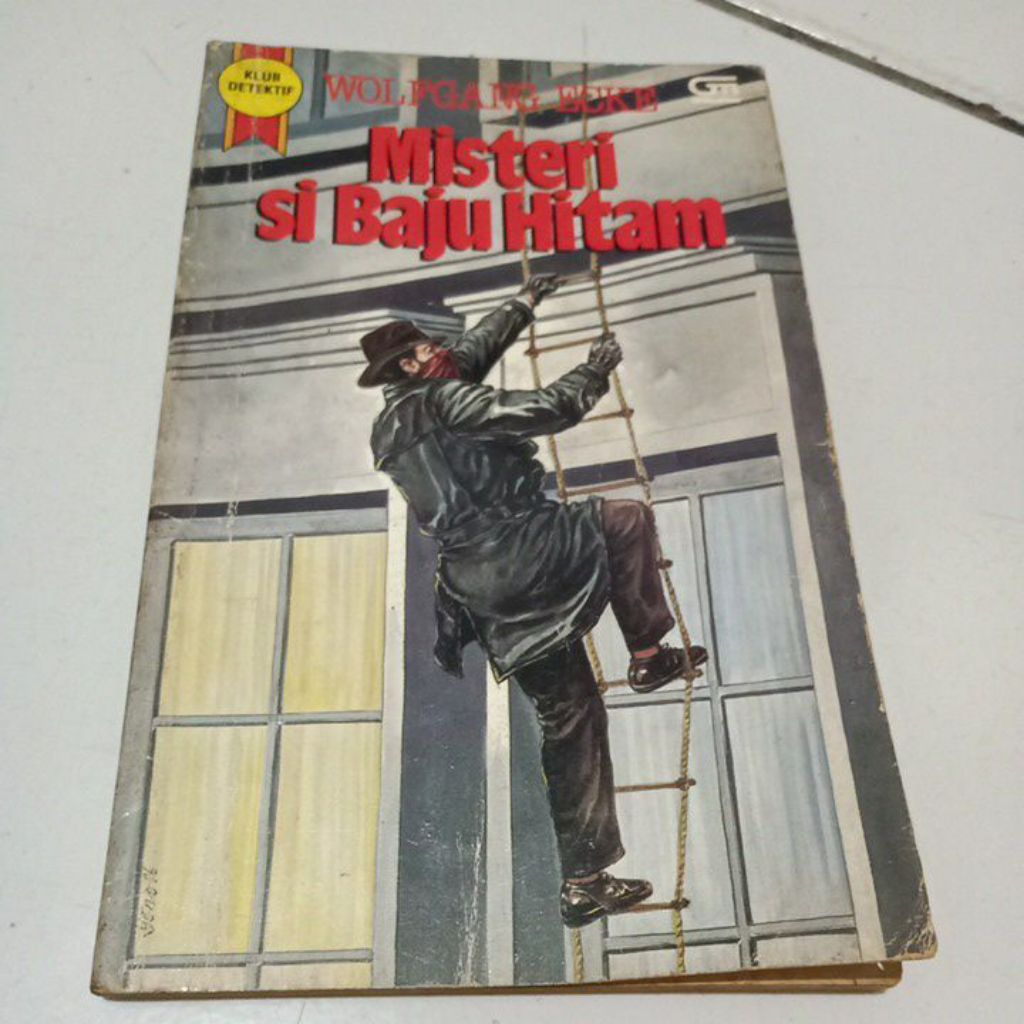 KLUB
DETEKTIF
WOLFGANG ECKE
Misteri
si Baju Hitam